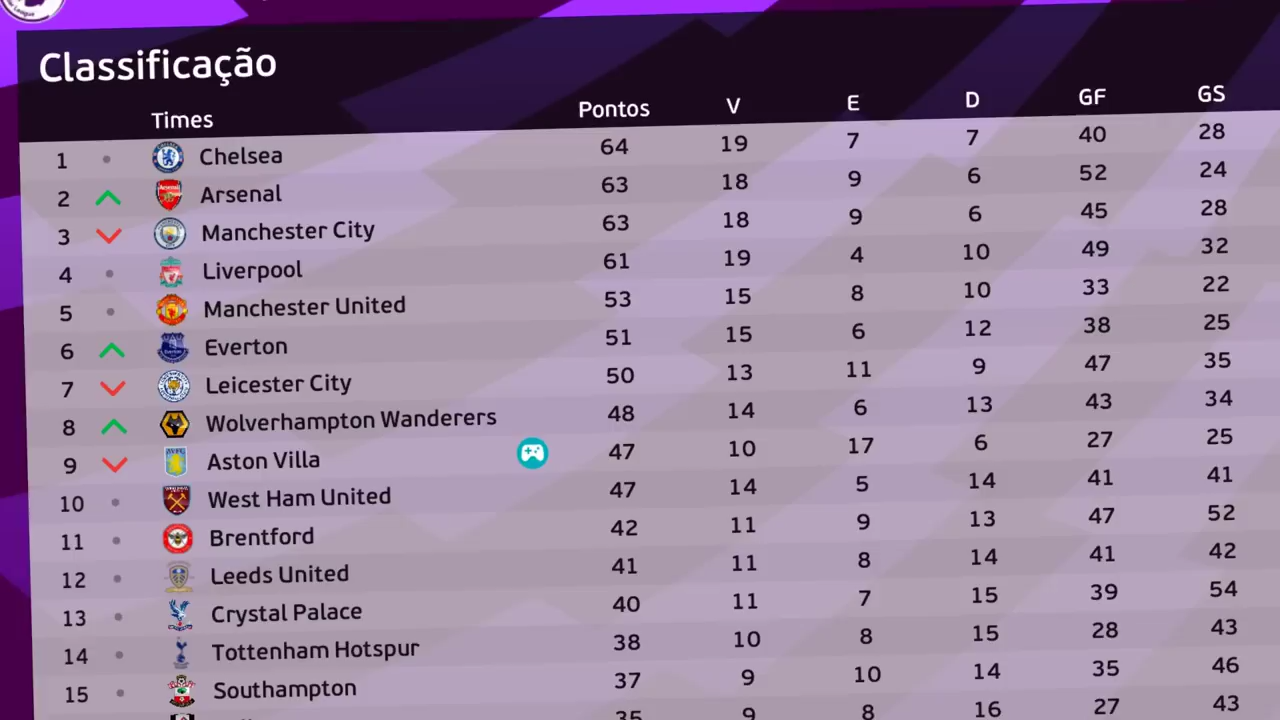 Classificação
Times Pontos V E D GF GS
1 Chelsea 64 19 7 7 40 28
2 Arsenal 63 18 9 6 52 24
3 Manchester City 63 18 9 6 45 28
4 Liverpool 61 19 4 10 49 32
5 Manchester United 53 15 8 10 33 22
6 Everton 51 15 6 12 38 25
7 Leicester City 50 13 11 9 47 35
8 Wolverhampton Wanderers 48 14 6 13 43 34
9 Aston Villa 47 10 17 6 27 25
10 West Ham United 47 14 5 14 41 41
11 Brentford 42 11 9 13 47 52
12 Leeds United 41 11 8 14 41 42
13 Crystal Palace 40 11 7 15 39 54
14 Tottenham Hotspur 38 10 8 15 28 43
15 Southampton 37 9 10 14 35 46
35 9 8 16 27 43